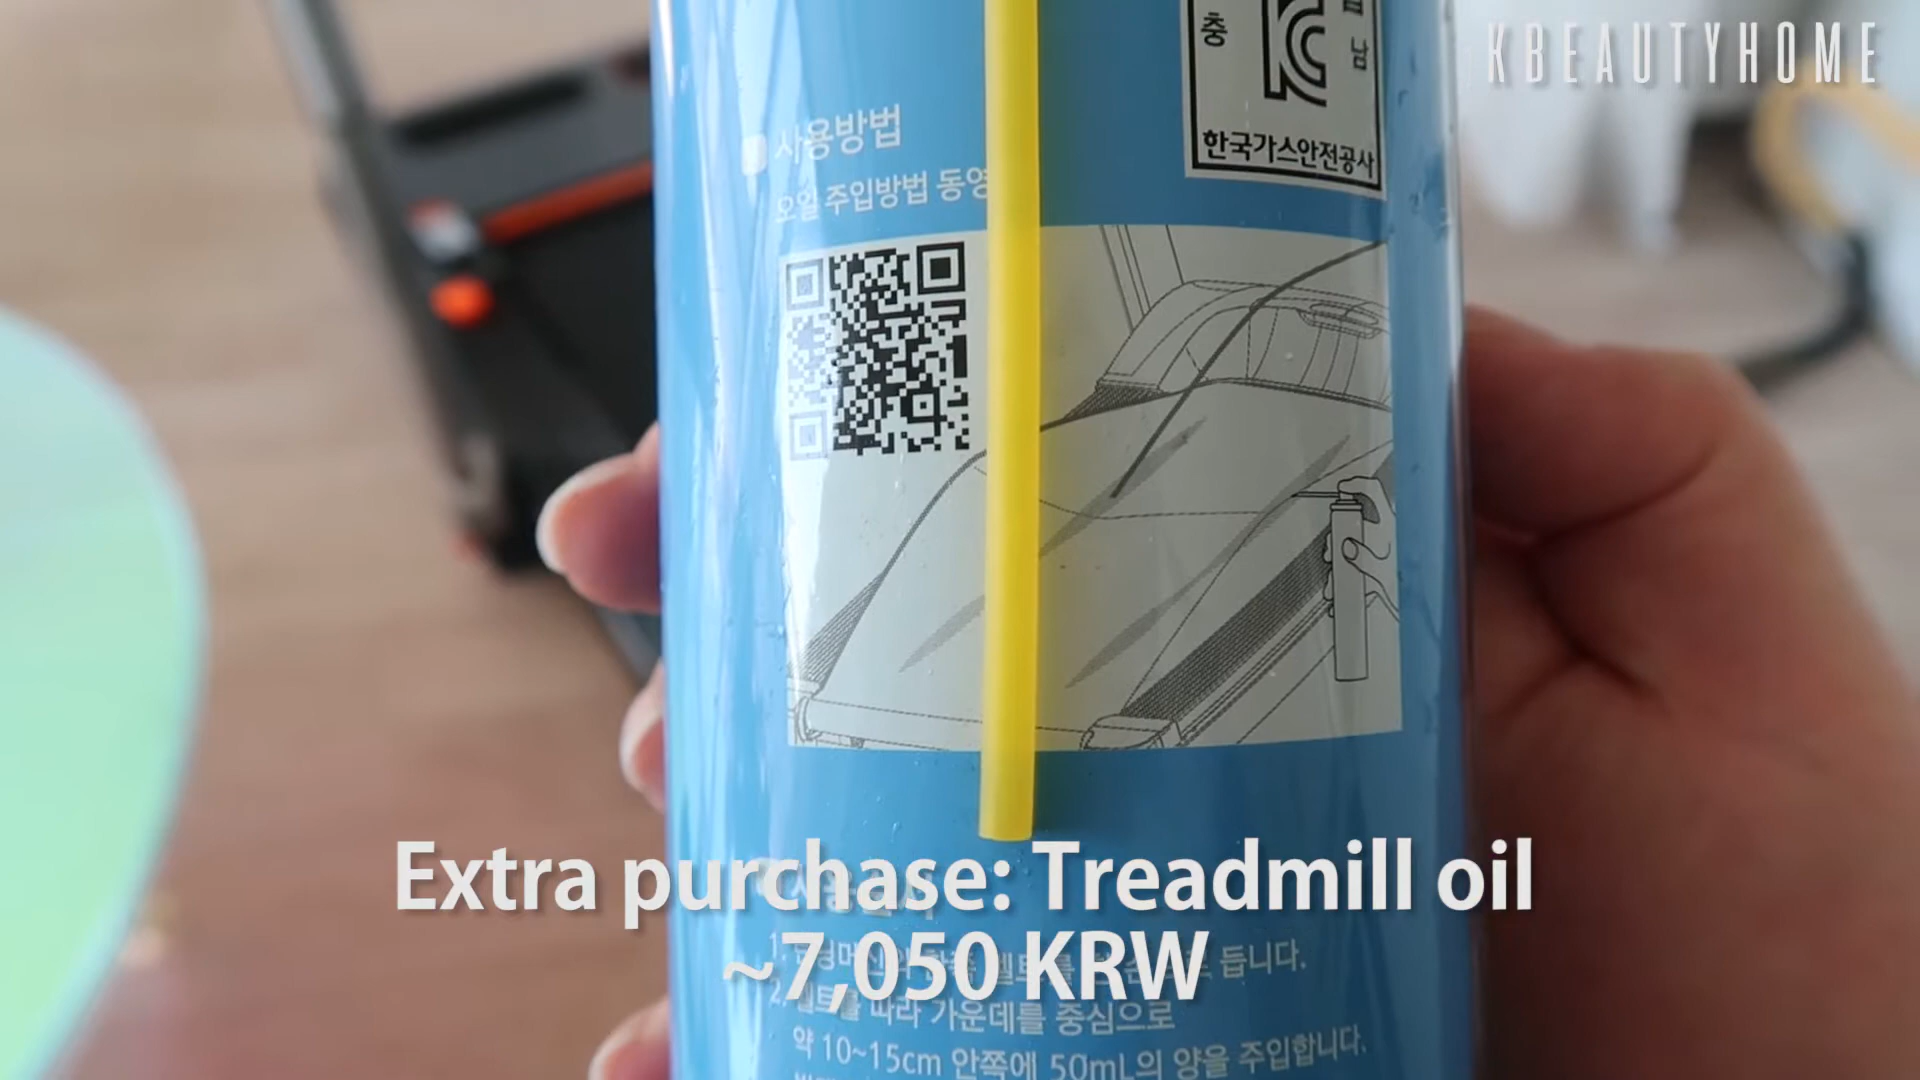 KBEAUTYHOME
충 남
한국가스안전공사
사용방법
오일 주입방법 동영
Extra purchase: Treadmill oil
~7,050 KRW
듭니다.
2. 따라 가운데를 중심으로
약 10~15cm 안쪽에 50mL의 양을 주입합니다.